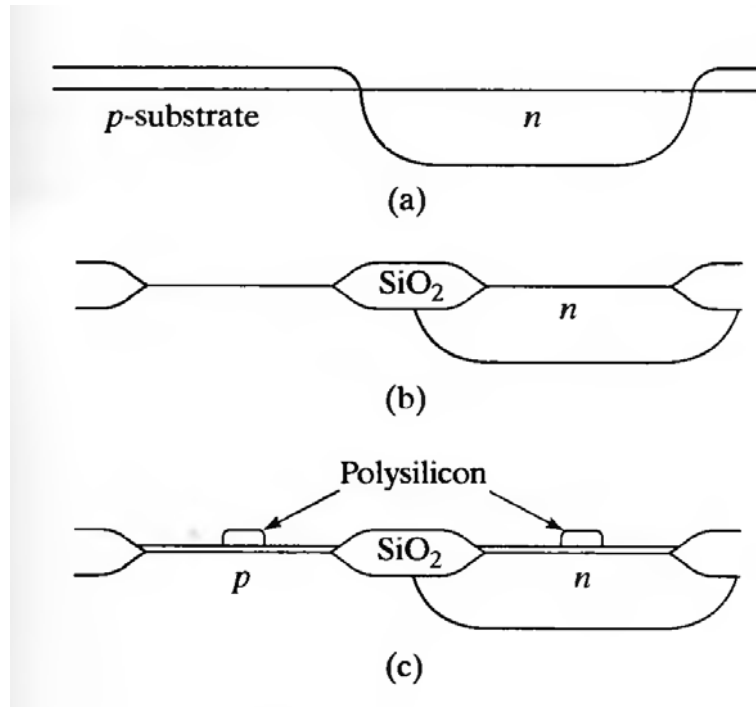 p-substrate n
(a)
SiO₂ n
(b)
Polysilicon
SiO₂
p n
(c)